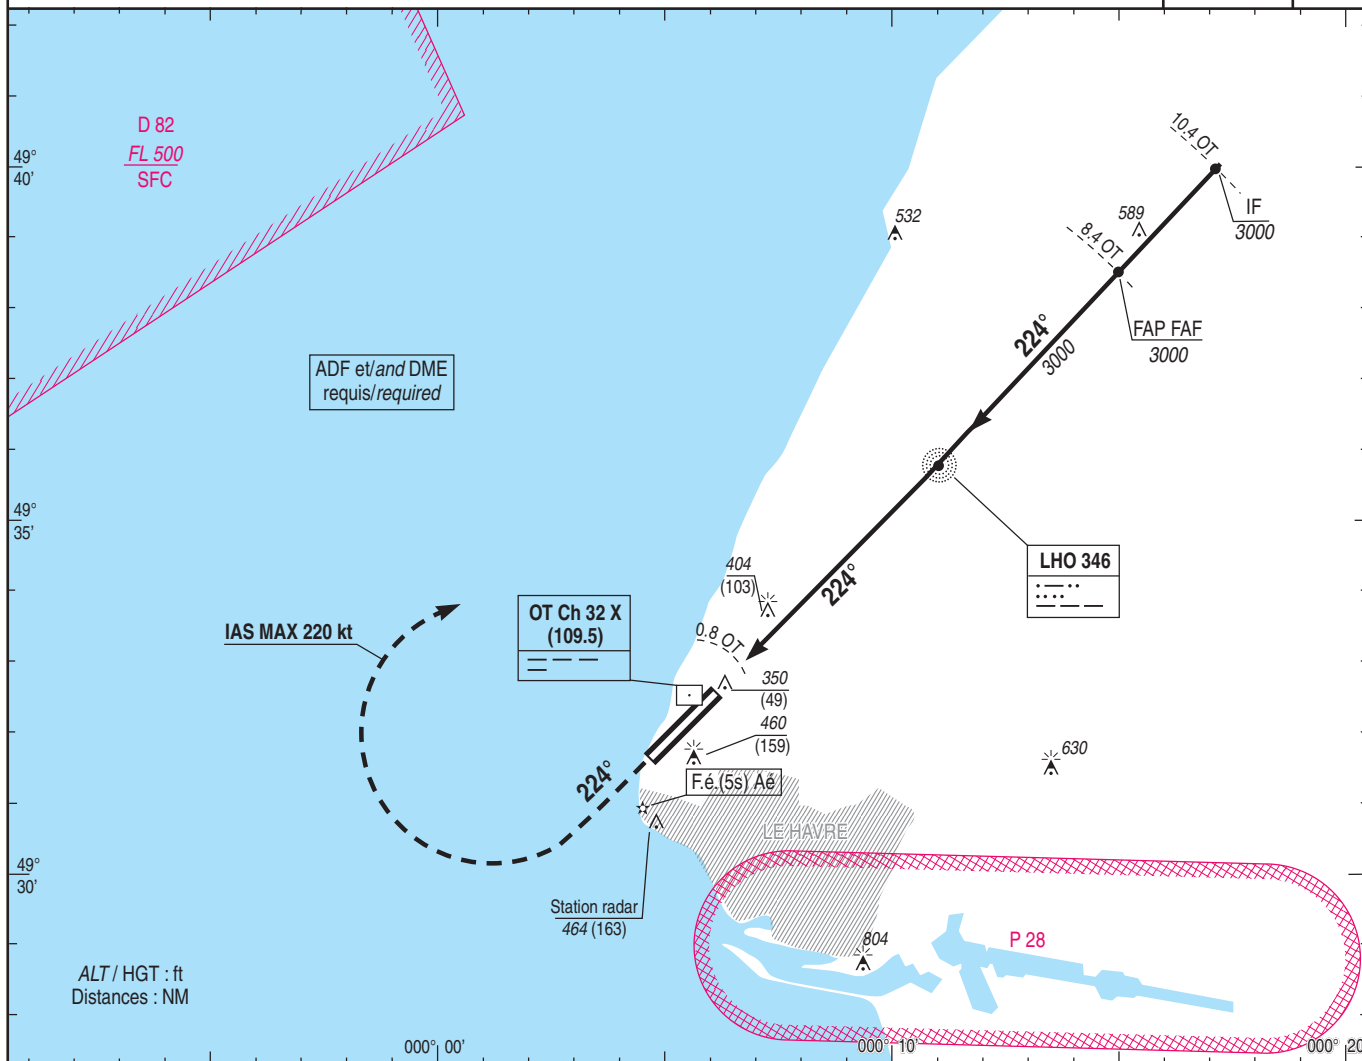 D 82
FL 500
SFC
49°
40'
10.4 OT
IF
3000
532
589
8.4 OT
FAP FAF
3000
224°
3000
ADF et/and DME
requis/required
49°
35'
LHO 346
404
(103)
224°
OT Ch 32 X
(109.5)
0.8 OT
IAS MAX 220 kt
350
(49)
460
(159)
630
224°
F.é.(5s) Aé
LE HAVRE
49°
30'
Station radar
464 (163)
804
P 28
ALT / HGT : ft
Distances : NM
000° 00'
000° 10'
000° 20